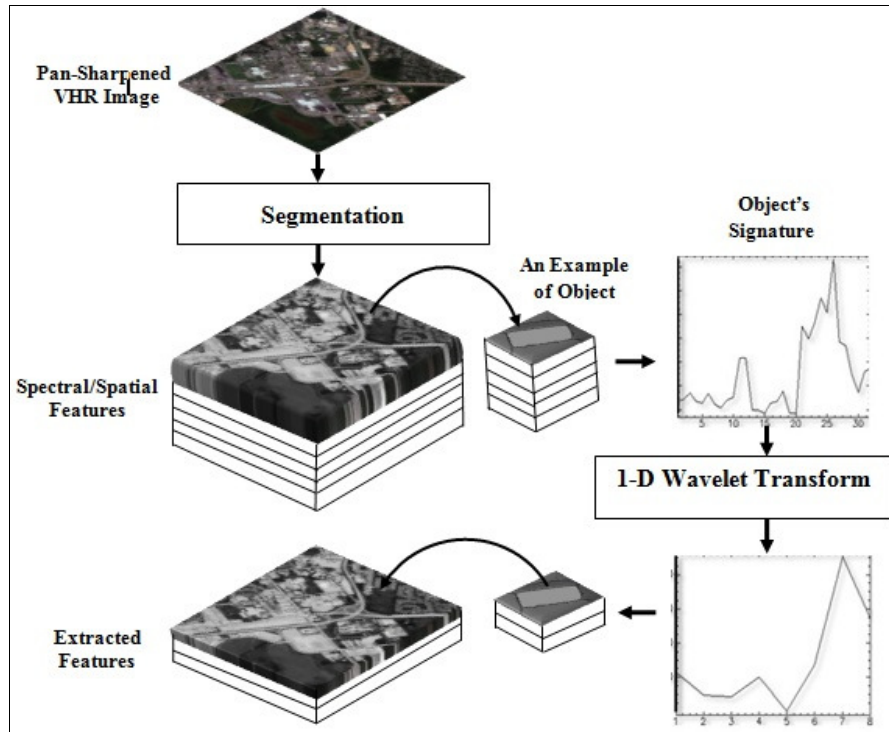 Pan-Sharpened
VHR Image
Segmentation
Object's
Signature
An Example
of Object
Spectral/Spatial
Features
5 10 15 20 25 30
1-D Wavelet Transform
Extracted
Features
1 2 3 4 5 6 7 8